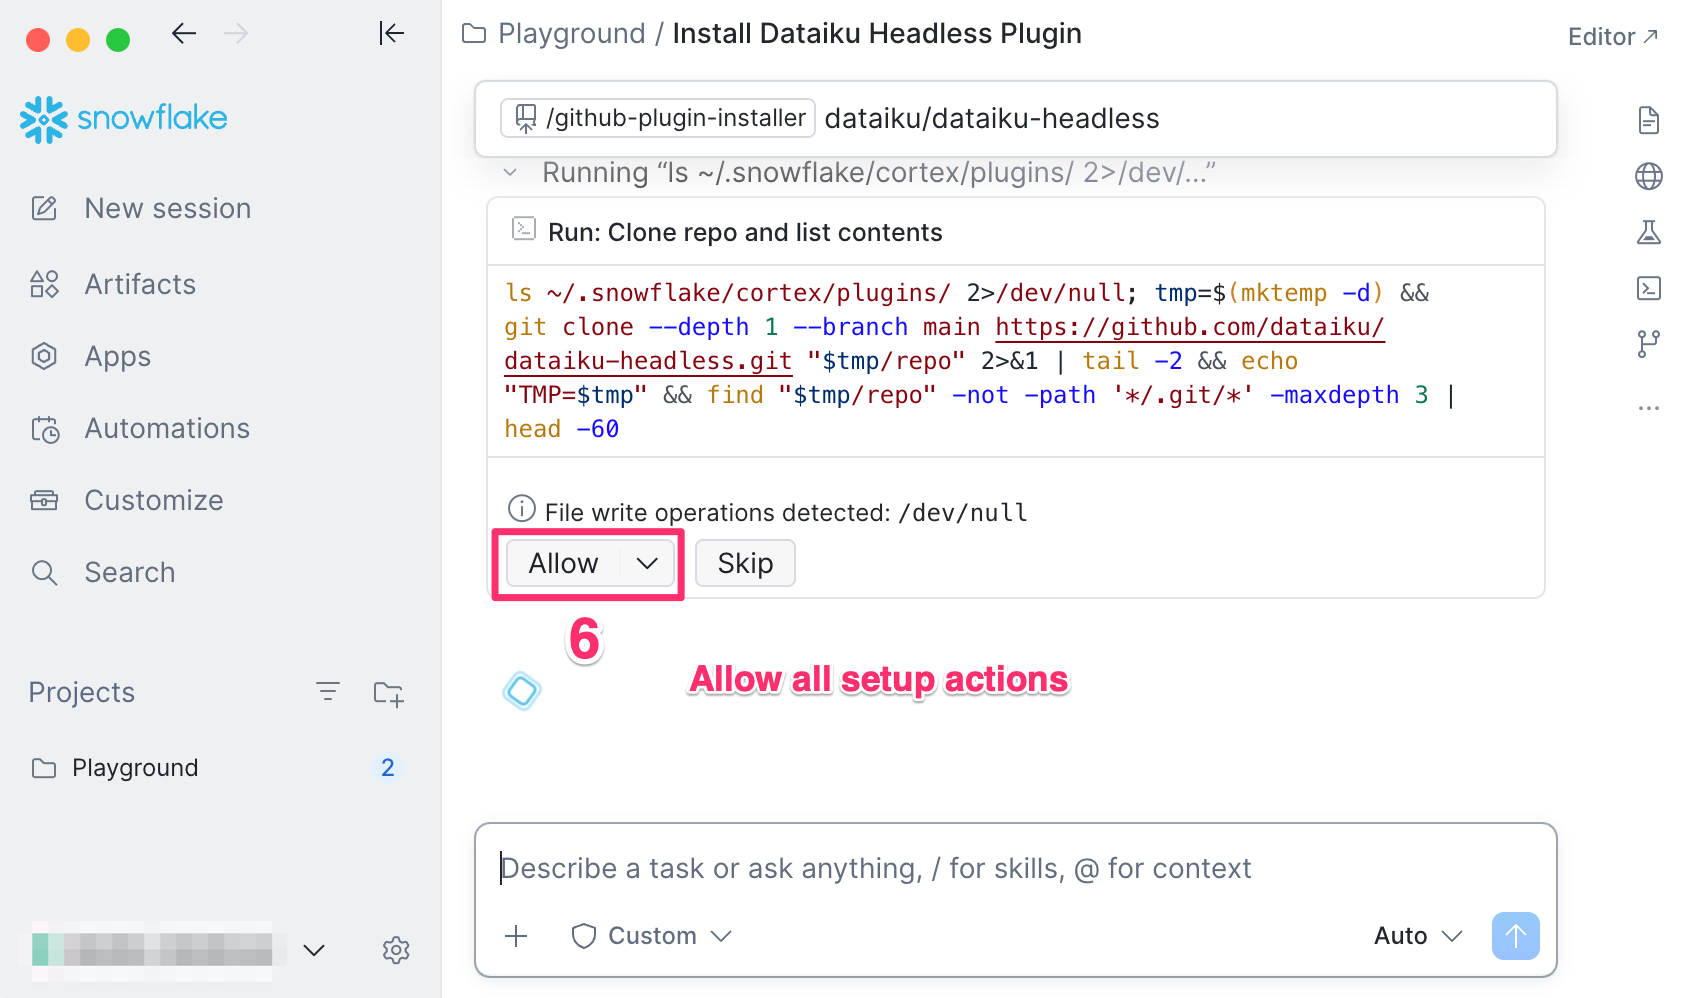 snowflake
New session
Artifacts
Apps
Automations
Customize
Search
Projects
Playground 2
Playground / Install Dataiku Headless Plugin
Editor
/github-plugin-installer dataiku/dataiku-headless
Running “ls ~/.snowflake/cortex/plugins/ 2>/dev/...”
Run: Clone repo and list contents
ls ~/.snowflake/cortex/plugins/ 2>/dev/null; tmp=$(mktemp -d) &&
git clone --depth 1 --branch main https://github.com/dataiku/
dataiku-headless.git "$tmp/repo" 2>&1 | tail -2 && echo
"TMP=$tmp" && find "$tmp/repo" -not -path '*/.git/*' -maxdepth 3 |
head -60
File write operations detected: /dev/null
Allow
Skip
6
Allow all setup actions
Describe a task or ask anything, / for skills, @ for context
Custom
Auto